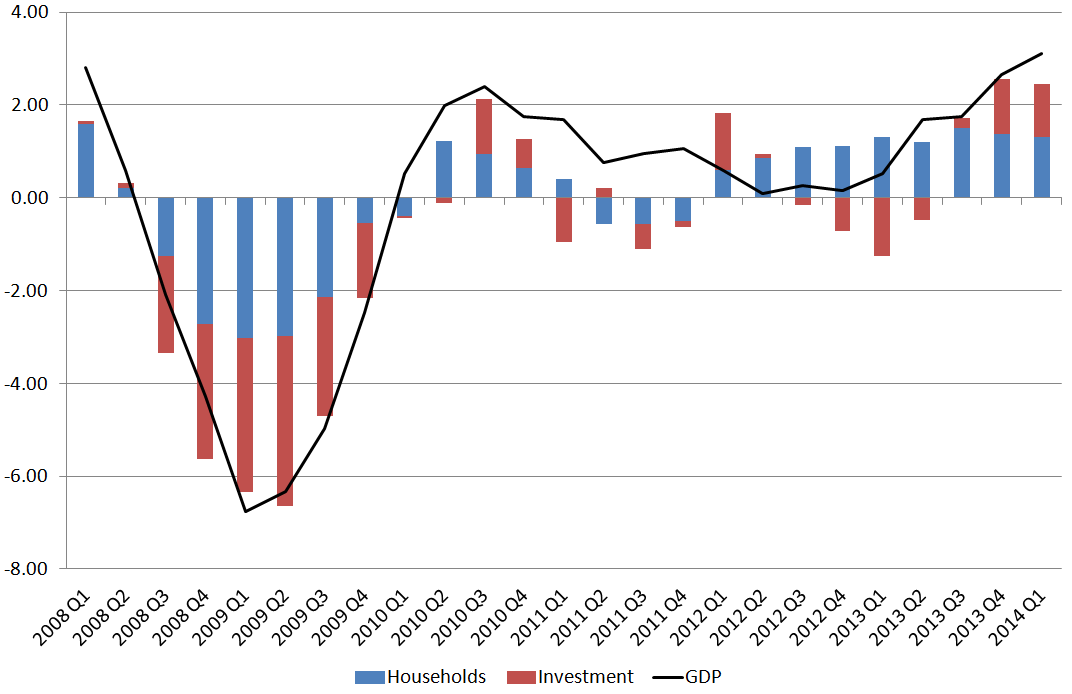 4.00
2.00
0.00
-2.00
-4.00
-6.00
-8.00
2008 Q1
2008 Q2
2008 Q3
2008 Q4
2009 Q1
2009 Q2
2009 Q3
2009 Q4
2010 Q1
2010 Q2
2010 Q3
2010 Q4
2011 Q1
2011 Q2
2011 Q3
2011 Q4
2012 Q1
2012 Q2
2012 Q3
2012 Q4
2013 Q1
2013 Q2
2013 Q3
2013 Q4
2014 Q1
Households Investment GDP